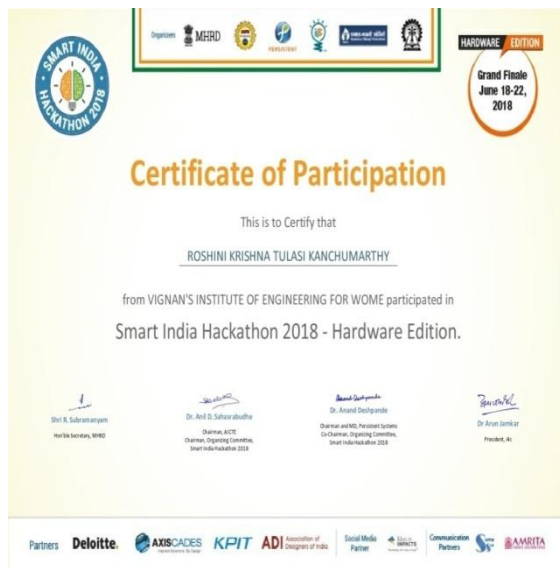 Organizers MHRD
PERSISTENT
SMART INDIA
HACKATHON 2018
HARDWARE EDITION
Grand Finale
June 18-22,
2018
Certificate of Participation
This is to Certify that
ROSHINI KRISHNA TULASI KANCHUMARTHY
from VIGNAN'S INSTITUTE OF ENGINEERING FOR WOME participated in
Smart India Hackathon 2018 - Hardware Edition.
Shri R. Subramanyam
Hon'ble Secretary, MHRD
Dr. Anil D. Sahasrabudhe
Chairman, AICTE
Chairman, Organizing Committee,
Smart India Hackathon 2018
Anand Deshpande
Dr. Anand Deshpande
Chairman and MD, Persistent Systems
Co-Chairman, Organizing Committee,
Smart India Hackathon 2018
Dr Arun Jamkar
President, i4c
Partners Deloitte. AXISCADES KPIT ADI Association of
Designers of India
Social Media
Partner
IMPACTS
Communication
Partners
AMRITA